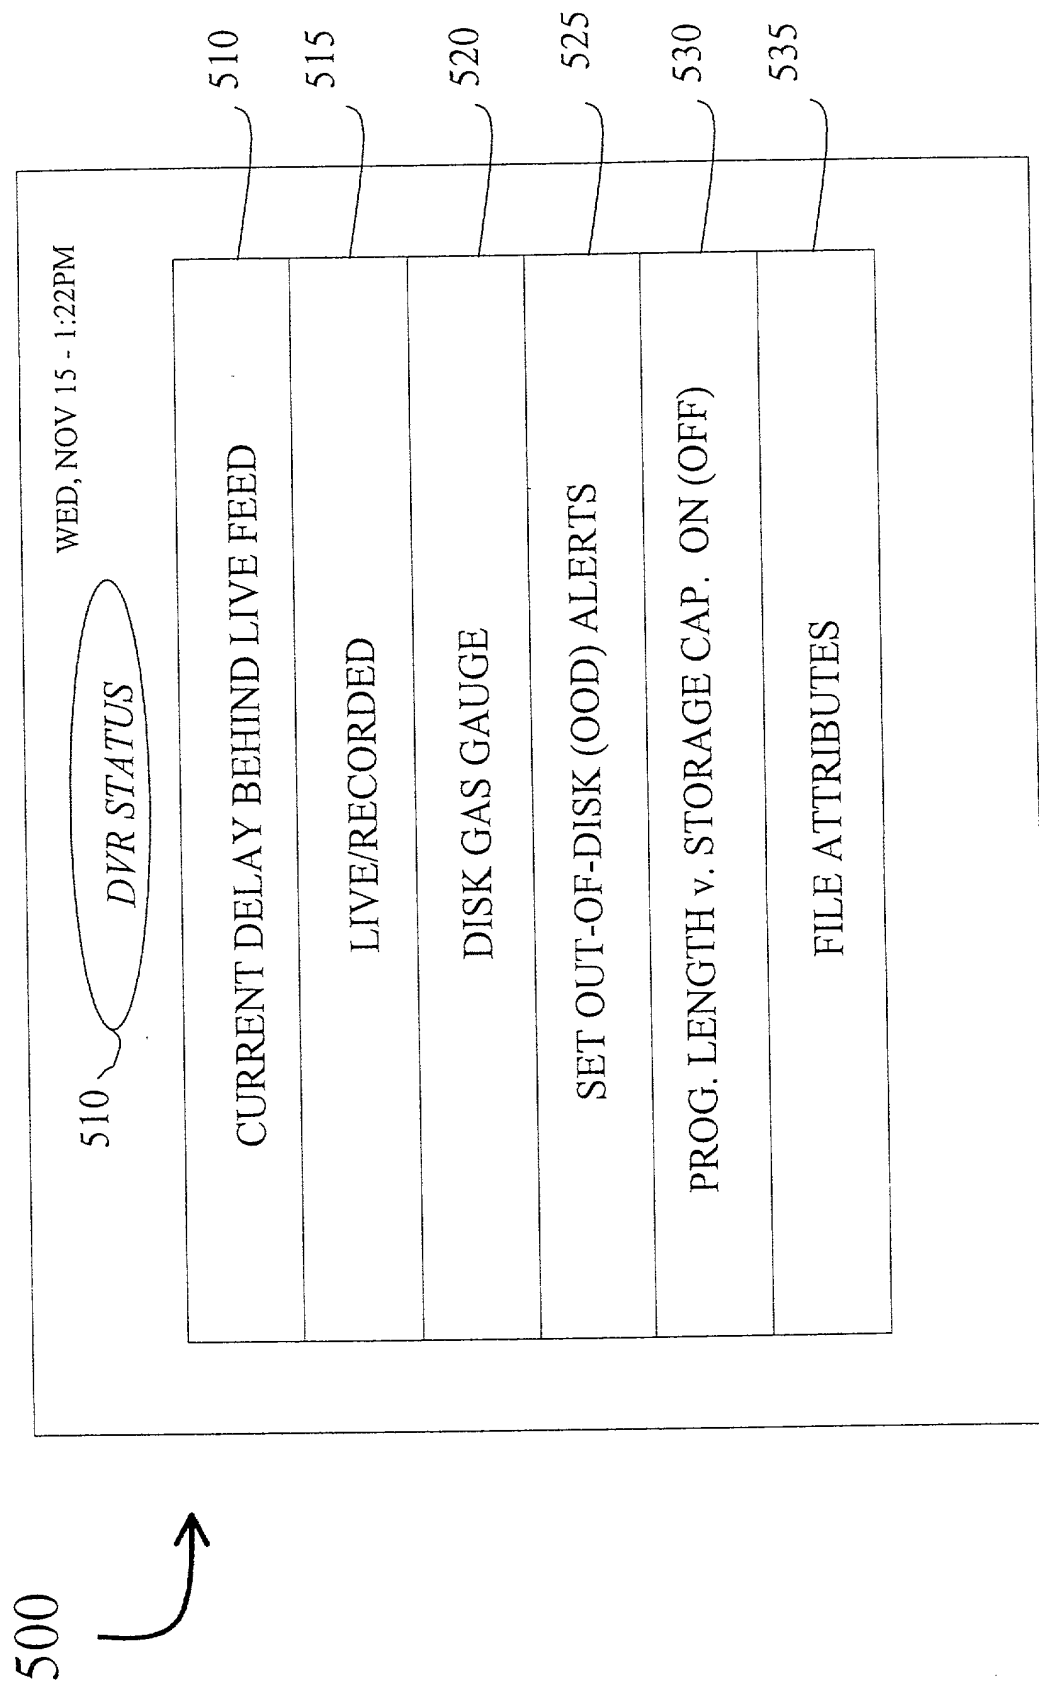 500
WED, NOV 15 - 1:22PM
510
DVR STATUS
CURRENT DELAY BEHIND LIVE FEED
510
LIVE/RECORDED
515
DISK GAS GAUGE
520
SET OUT-OF-DISK (OOD) ALERTS
525
PROG. LENGTH v. STORAGE CAP. ON (OFF)
530
FILE ATTRIBUTES
535